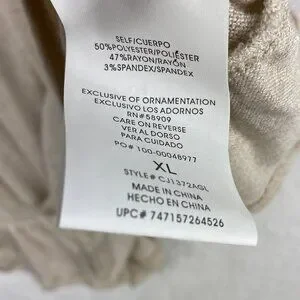 SELF/CUERPO
50%POLYESTER/POLIÉSTER
47%RAYON/RAYÓN
3%SPANDEX/SPANDEX
EXCLUSIVE OF ORNAMENTATION
EXCLUSIVO LOS ADORNOS
RN#58909
CARE ON REVERSE
VER AL DORSO
PARA CUIDADO
PO# 100-00048977
XL
STYLE# CJ1372AGL
MADE IN CHINA
HECHO EN CHINA
UPC# 747157264526